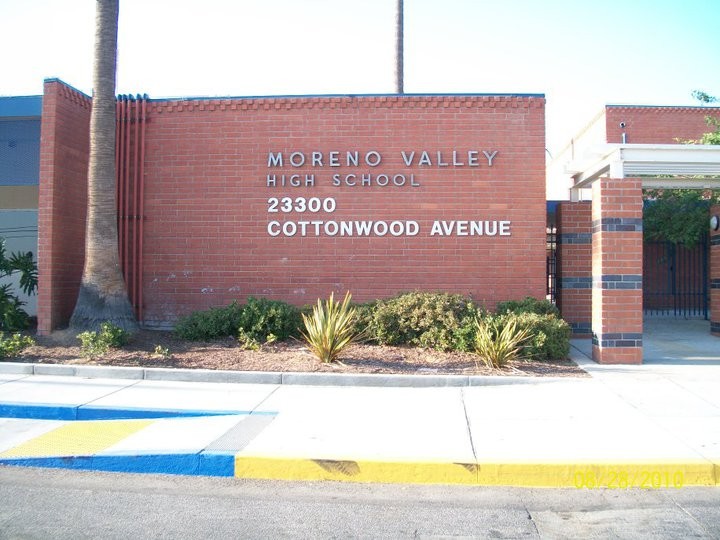 MORENO VALLEY
HIGH SCHOOL
23300
COTTONWOOD AVENUE
08/28/2010